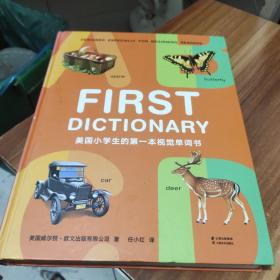 DESIGNED ESPECIALLY FOR BEGINNING READERS
apple
butterfly
FIRST
DICTIONARY
美国小学生的第一本视觉单词书
car
deer
美国威尔顿·欧文出版有限公司 著 任小红 译